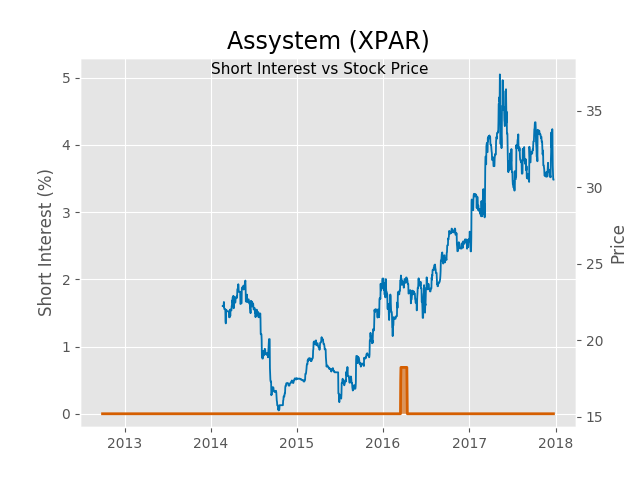 Assystem (XPAR)
Short Interest vs Stock Price
Short Interest (%)
5
4
3
2
1
0
35
30
25
20
15
Price
2013 2014 2015 2016 2017 2018